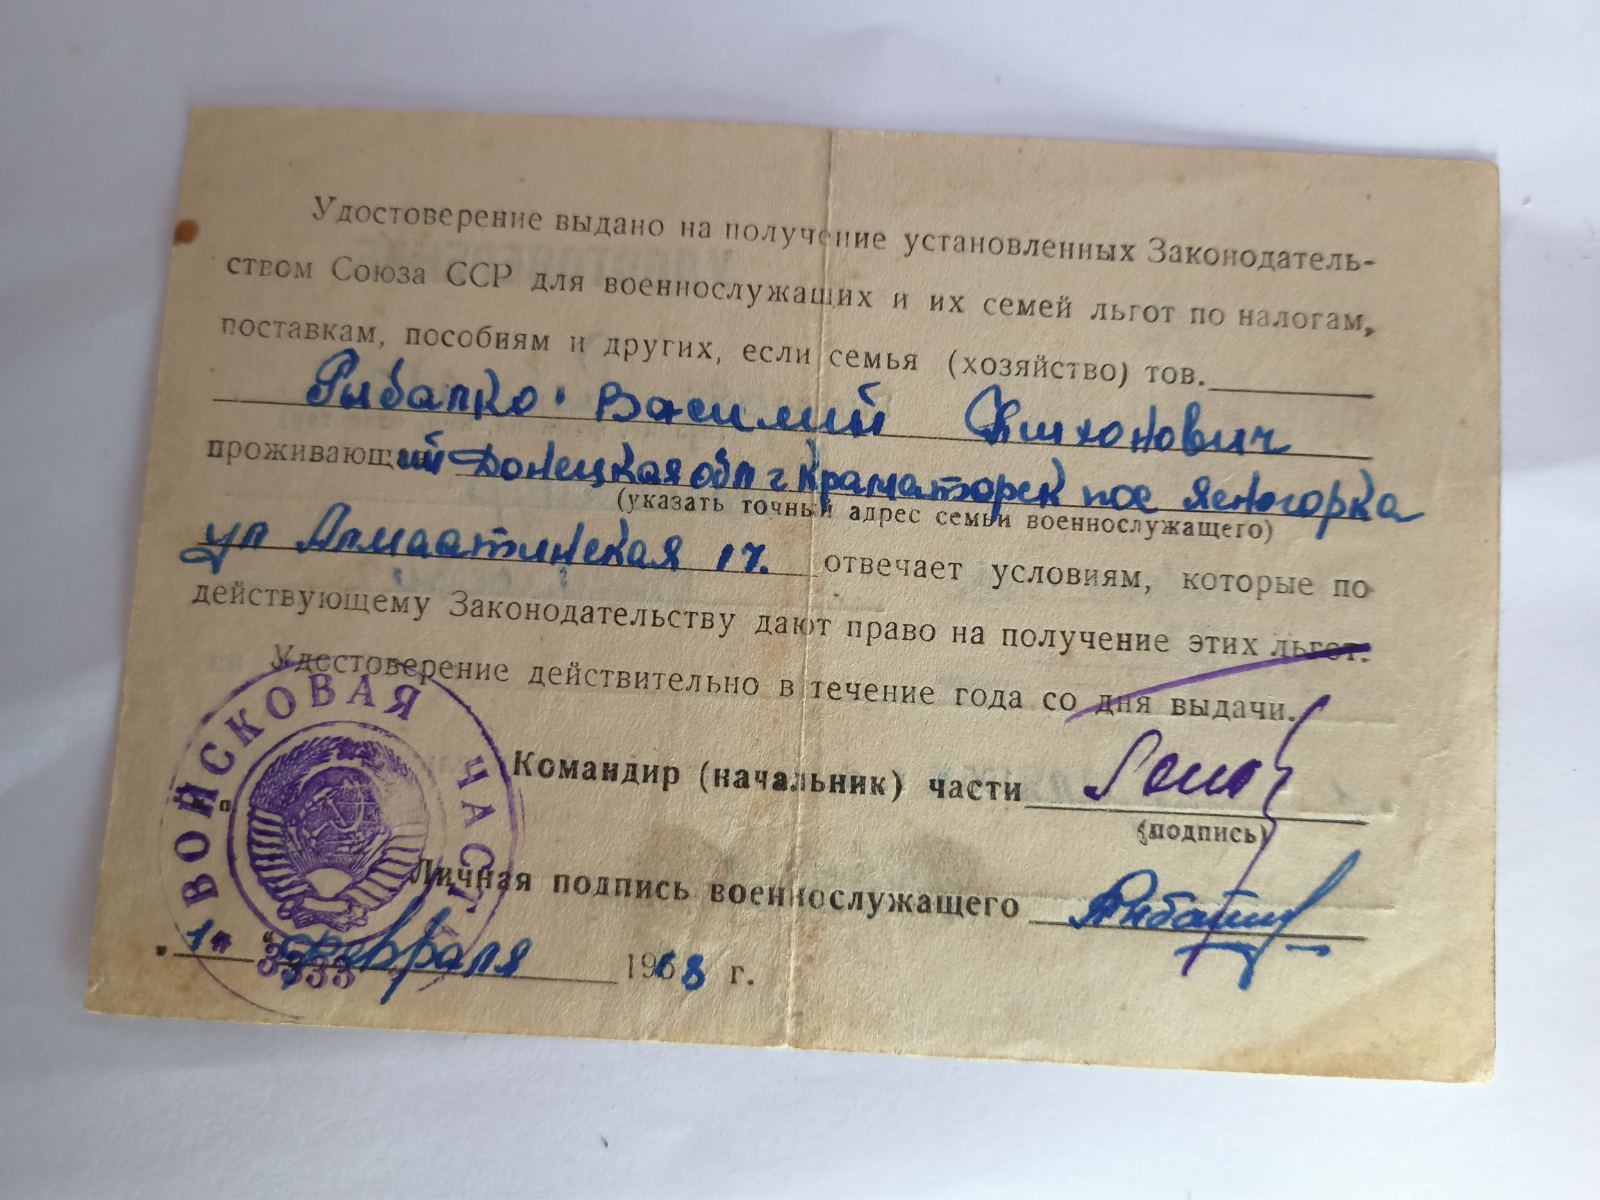 Удостоверение выдано на получение установленных Законодатель-
ством Союза ССР для военнослужащих и их семей льгот по налогам,
поставкам, пособиям и других, если семья (хозяйство) тов.
Рыбалко Василий Тихонович
проживающий Донецкая обл г Краматорск пос Ясногорка
(указать точный адрес семьи военнослужащего)
ул Алмаатинская 17. отвечает условиям, которые по
действующему Законодательству дают право на получение этих льгот.
Удостоверение действительно в течение года со дня выдачи.
ВОЙСКОВАЯ ЧАСТЬ
Командир (начальник) части
(подпись)
Личная подпись военнослужащего
„1" февраля 1968 г.